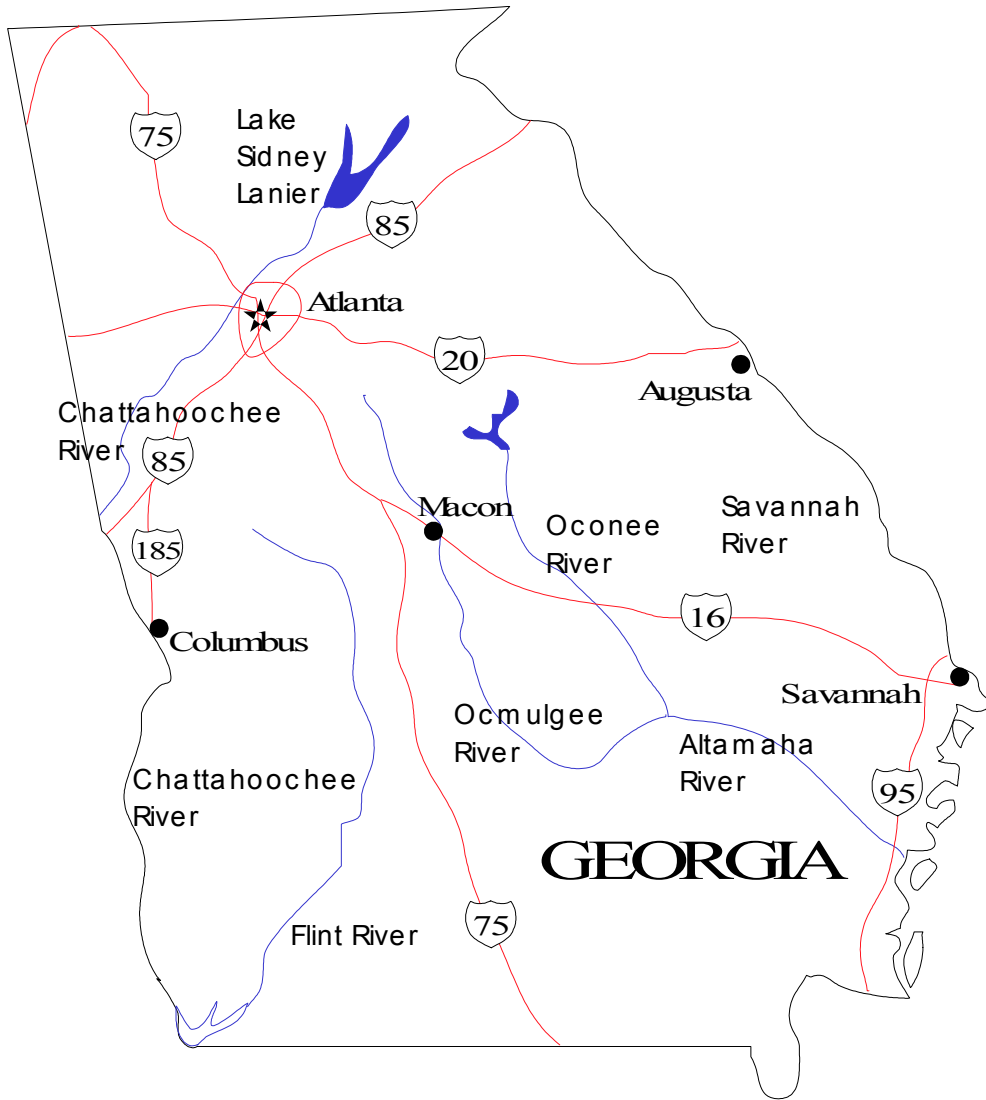 75
Lake
Sidney
Lanier
85
Atlanta
20
Augusta
Chattahoochee
River
85
Macon
Savannah
River
Oconee
River
185
16
Columbus
Savannah
Ocmulgee
River
Altamaha
River
Chattahoochee
River
95
GEORGIA
Flint River
75